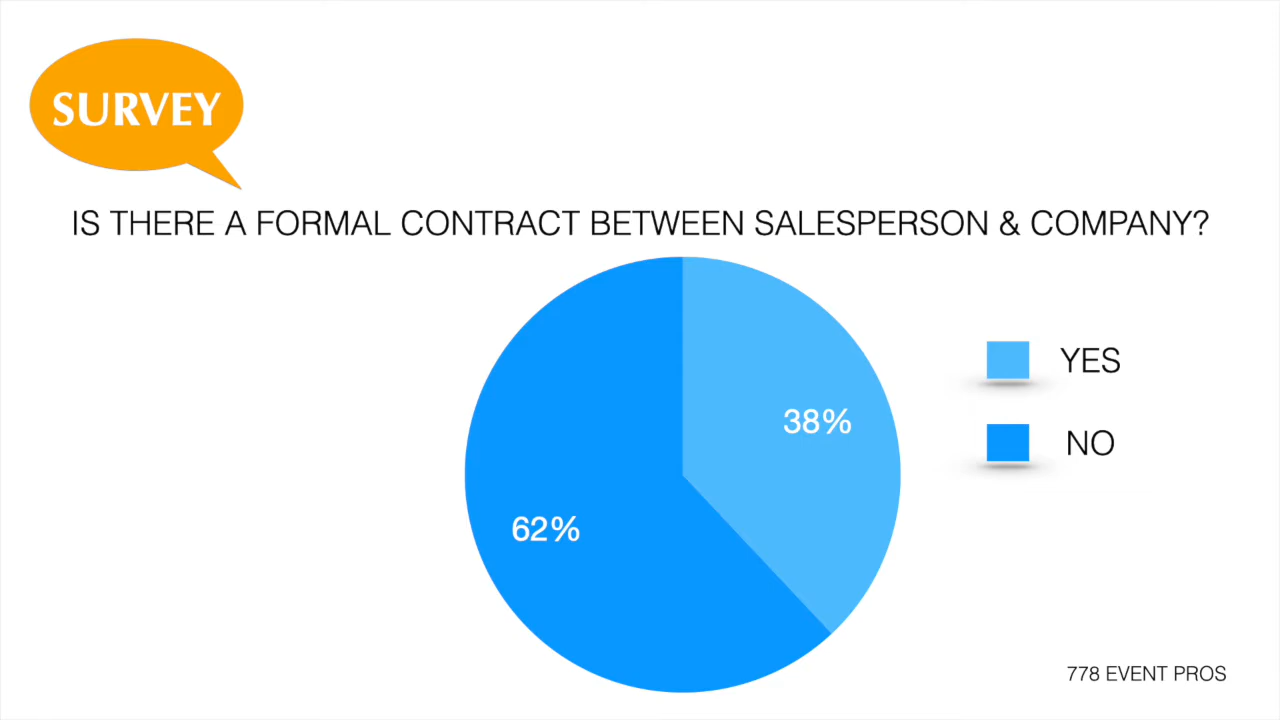 SURVEY
IS THERE A FORMAL CONTRACT BETWEEN SALESPERSON & COMPANY?
YES
38%
NO
62%
778 EVENT PROS